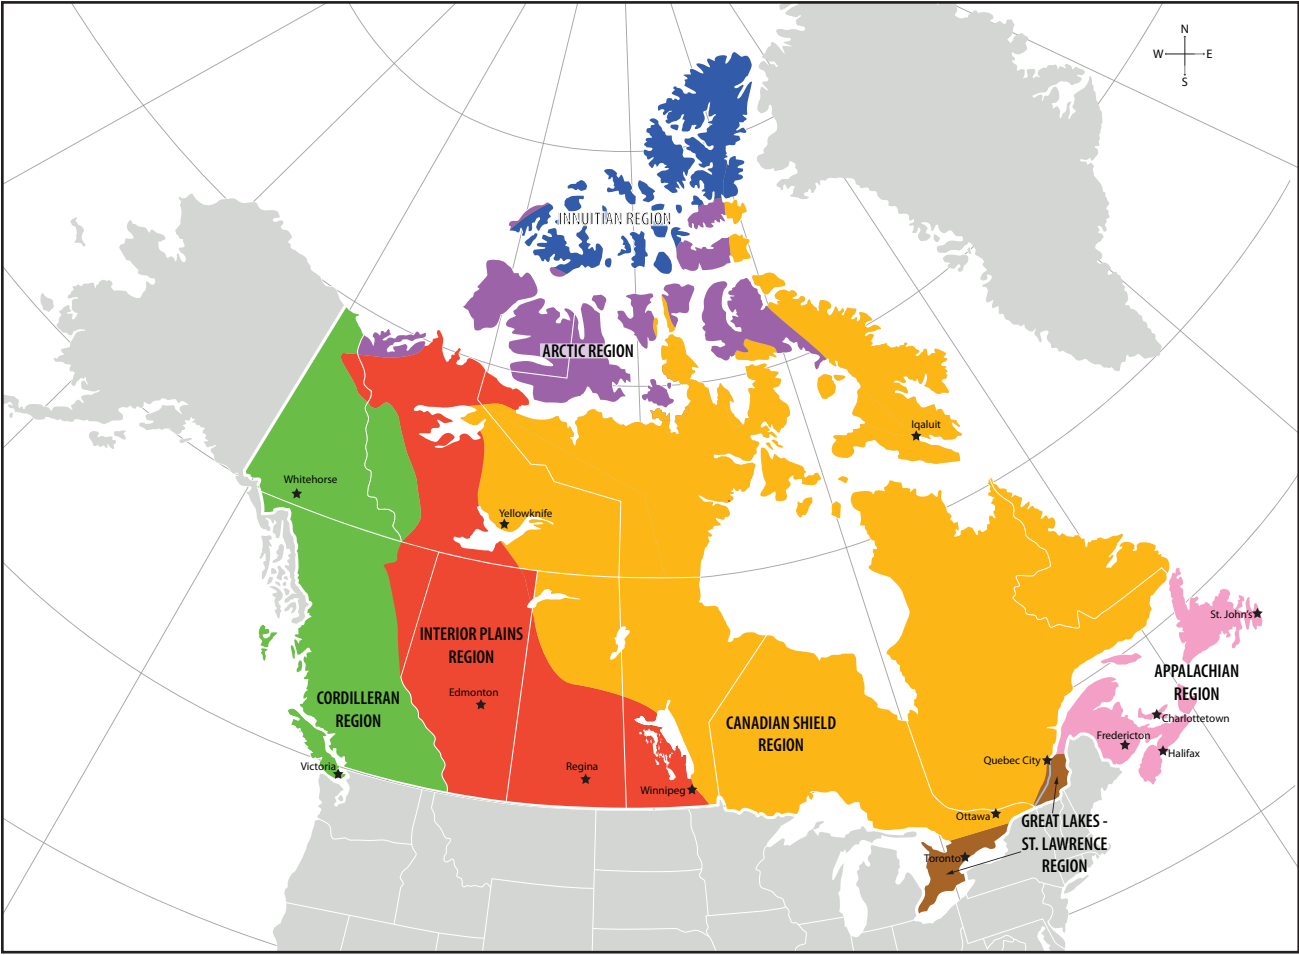 N
W E
S
INNUITIAN REGION
ARCTIC REGION
Iqaluit
Whitehorse
Yellowknife
St. John's
INTERIOR PLAINS
REGION
APPALACHIAN
REGION
Edmonton
CORDILLERAN
REGION
CANADIAN SHIELD
REGION
Charlottetown
Fredericton
Halifax
Quebec City
Victoria
Regina
Winnipeg
Ottawa
GREAT LAKES -
ST. LAWRENCE
REGION
Toronto